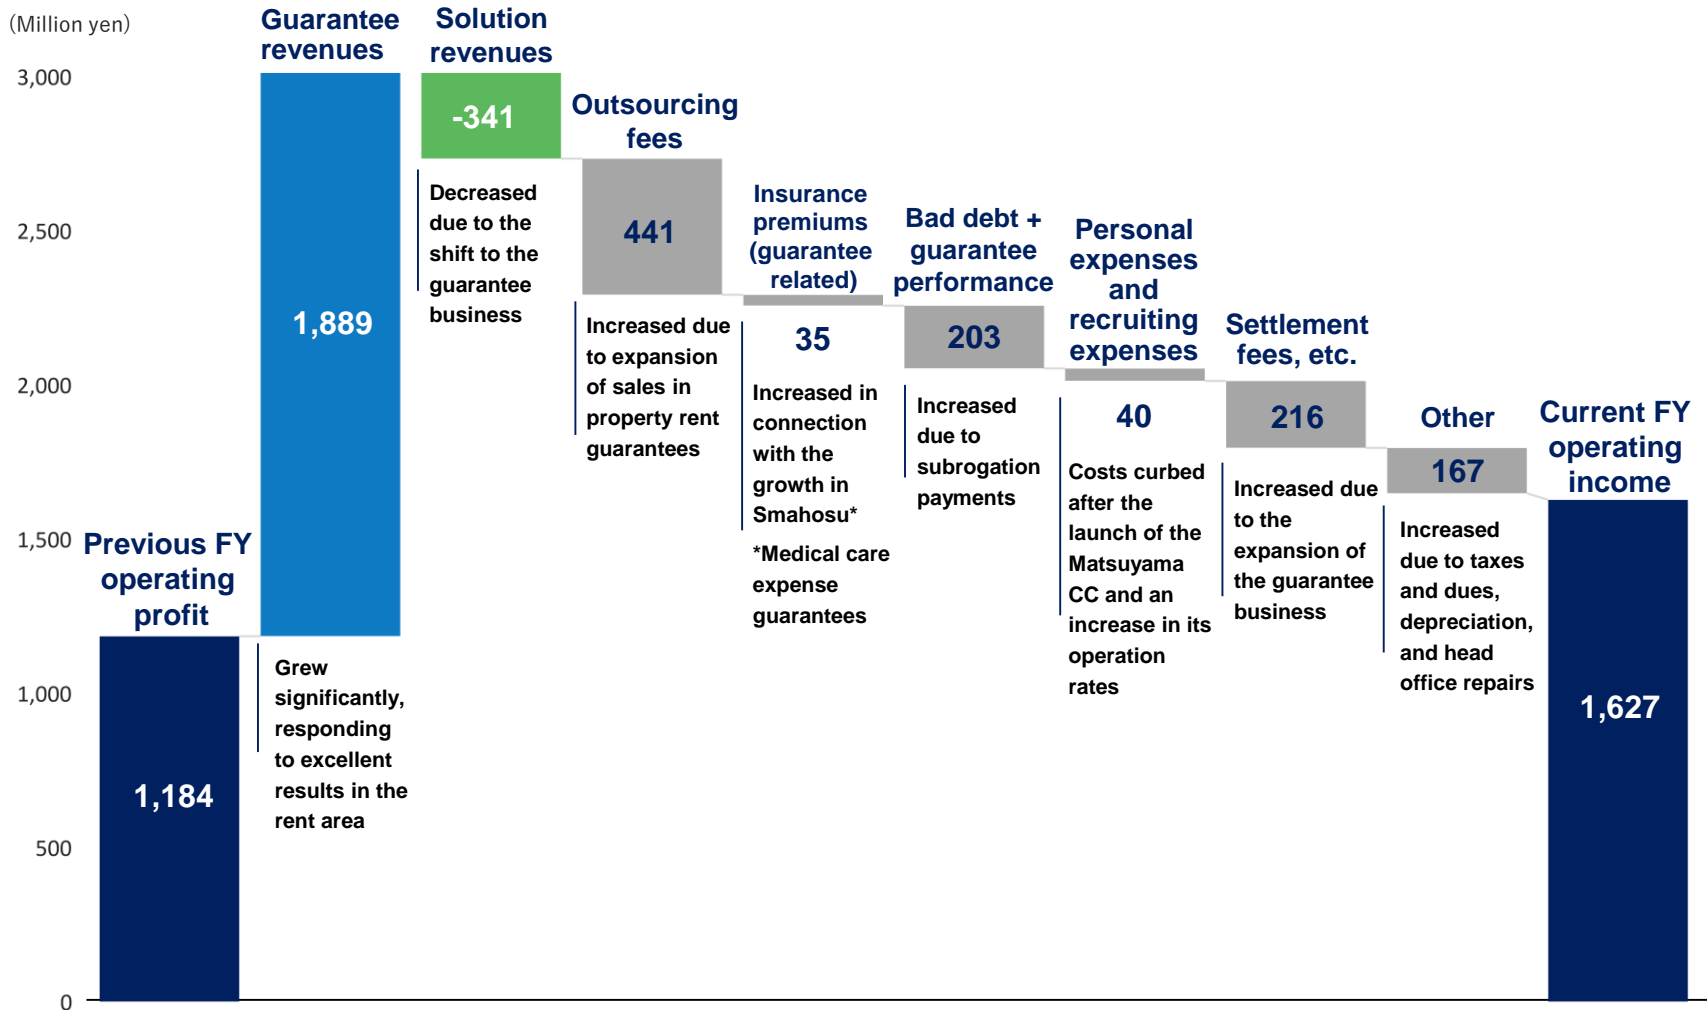 (Million yen)
3,000
2,500
2,000
1,500
1,000
500
0
Previous FY
operating
profit
1,184
Guarantee
revenues
1,889
Grew
significantly,
responding
to excellent
results in the
rent area
Solution
revenues
-341
Decreased
due to the
shift to the
guarantee
business
Outsourcing
fees
441
Increased due
to expansion
of sales in
property rent
guarantees
Insurance
premiums
(guarantee
related)
35
Increased in
connection
with the
growth in
Smahosu*
*Medical care
expense
guarantees
Bad debt +
guarantee
performance
203
Increased
due to
subrogation
payments
Personal
expenses
and
recruiting
expenses
40
Costs curbed
after the
launch of the
Matsuyama
CC and an
increase in its
operation
rates
Settlement
fees, etc.
216
Increased due
to the
expansion of
the guarantee
business
Other
167
Increased
due to taxes
and dues,
depreciation,
and head
office repairs
Current FY
operating
income
1,627